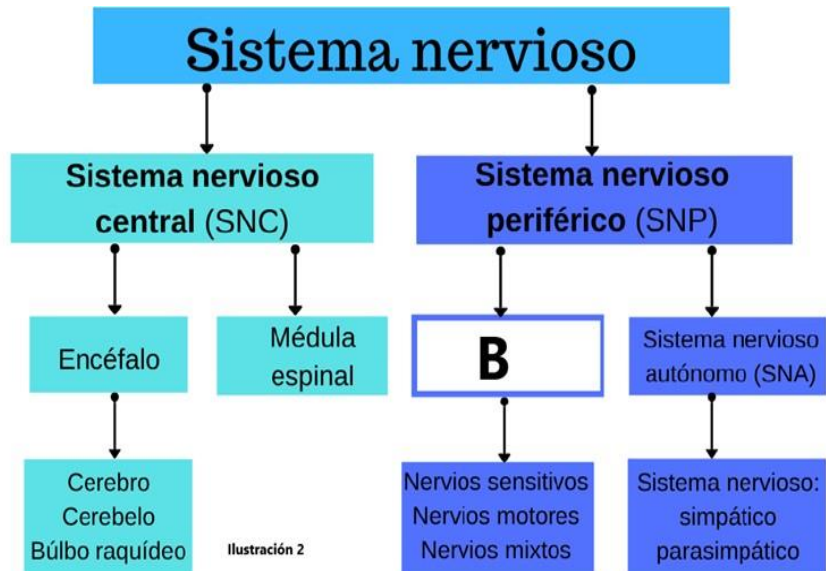 Sistema nervioso
Sistema nervioso
central (SNC)
Sistema nervioso
periférico (SNP)
Encéfalo
Médula
espinal
B
Sistema nervioso
autónomo (SNA)
Cerebro
Cerebelo
Búlbo raquídeo
Ilustración 2
Nervios sensitivos
Nervios motores
Nervios mixtos
Sistema nervioso:
simpático
parasimpático